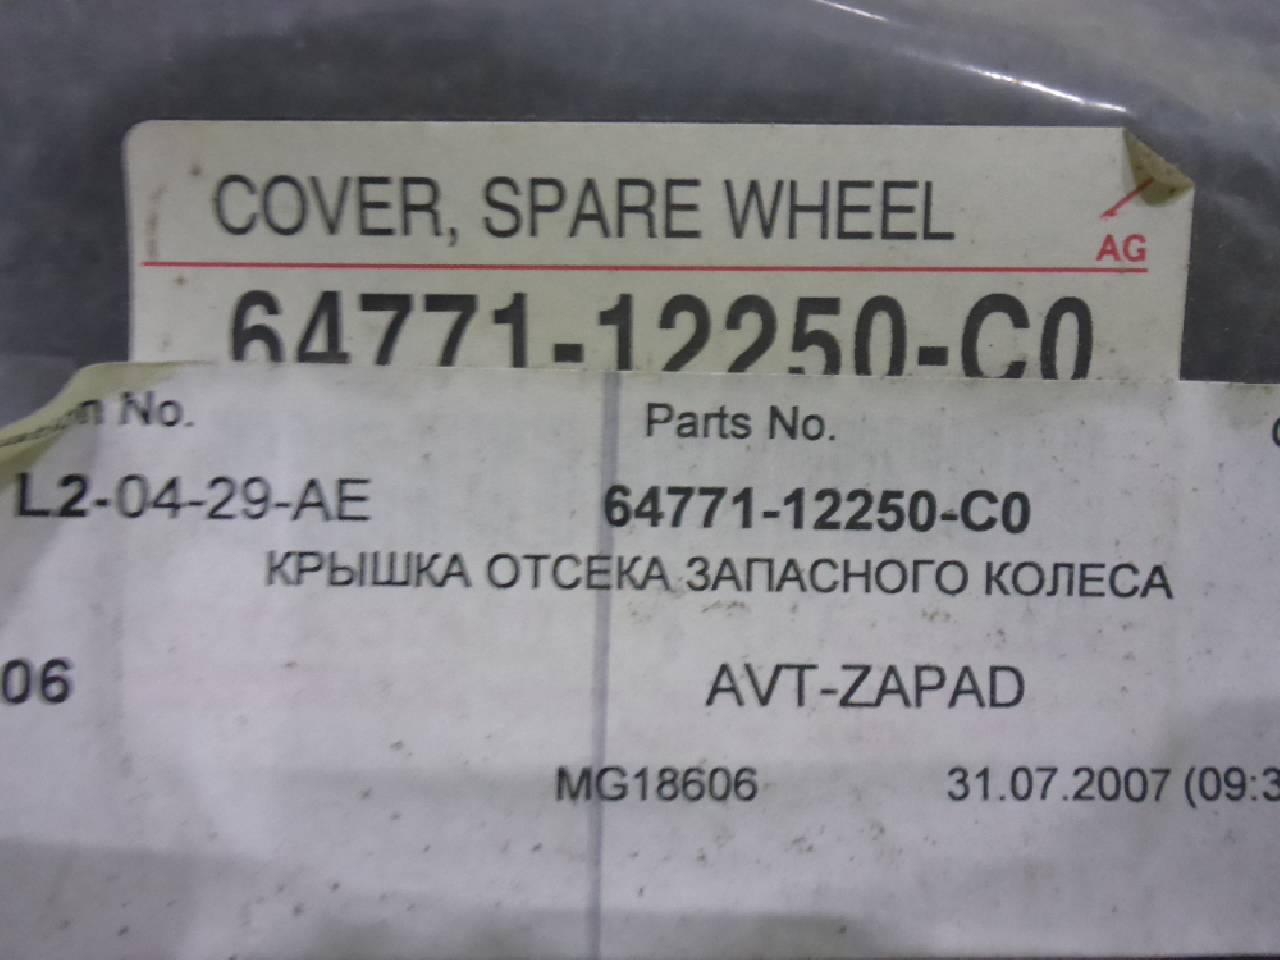 COVER, SPARE WHEEL
AG
64771-12250-C0
No. Parts No.
L2-04-29-AE 64771-12250-C0
КРЫШКА ОТСЕКА ЗАПАСНОГО КОЛЕСА
06 AVT-ZAPAD
MG18606 31.07.2007 (09:3